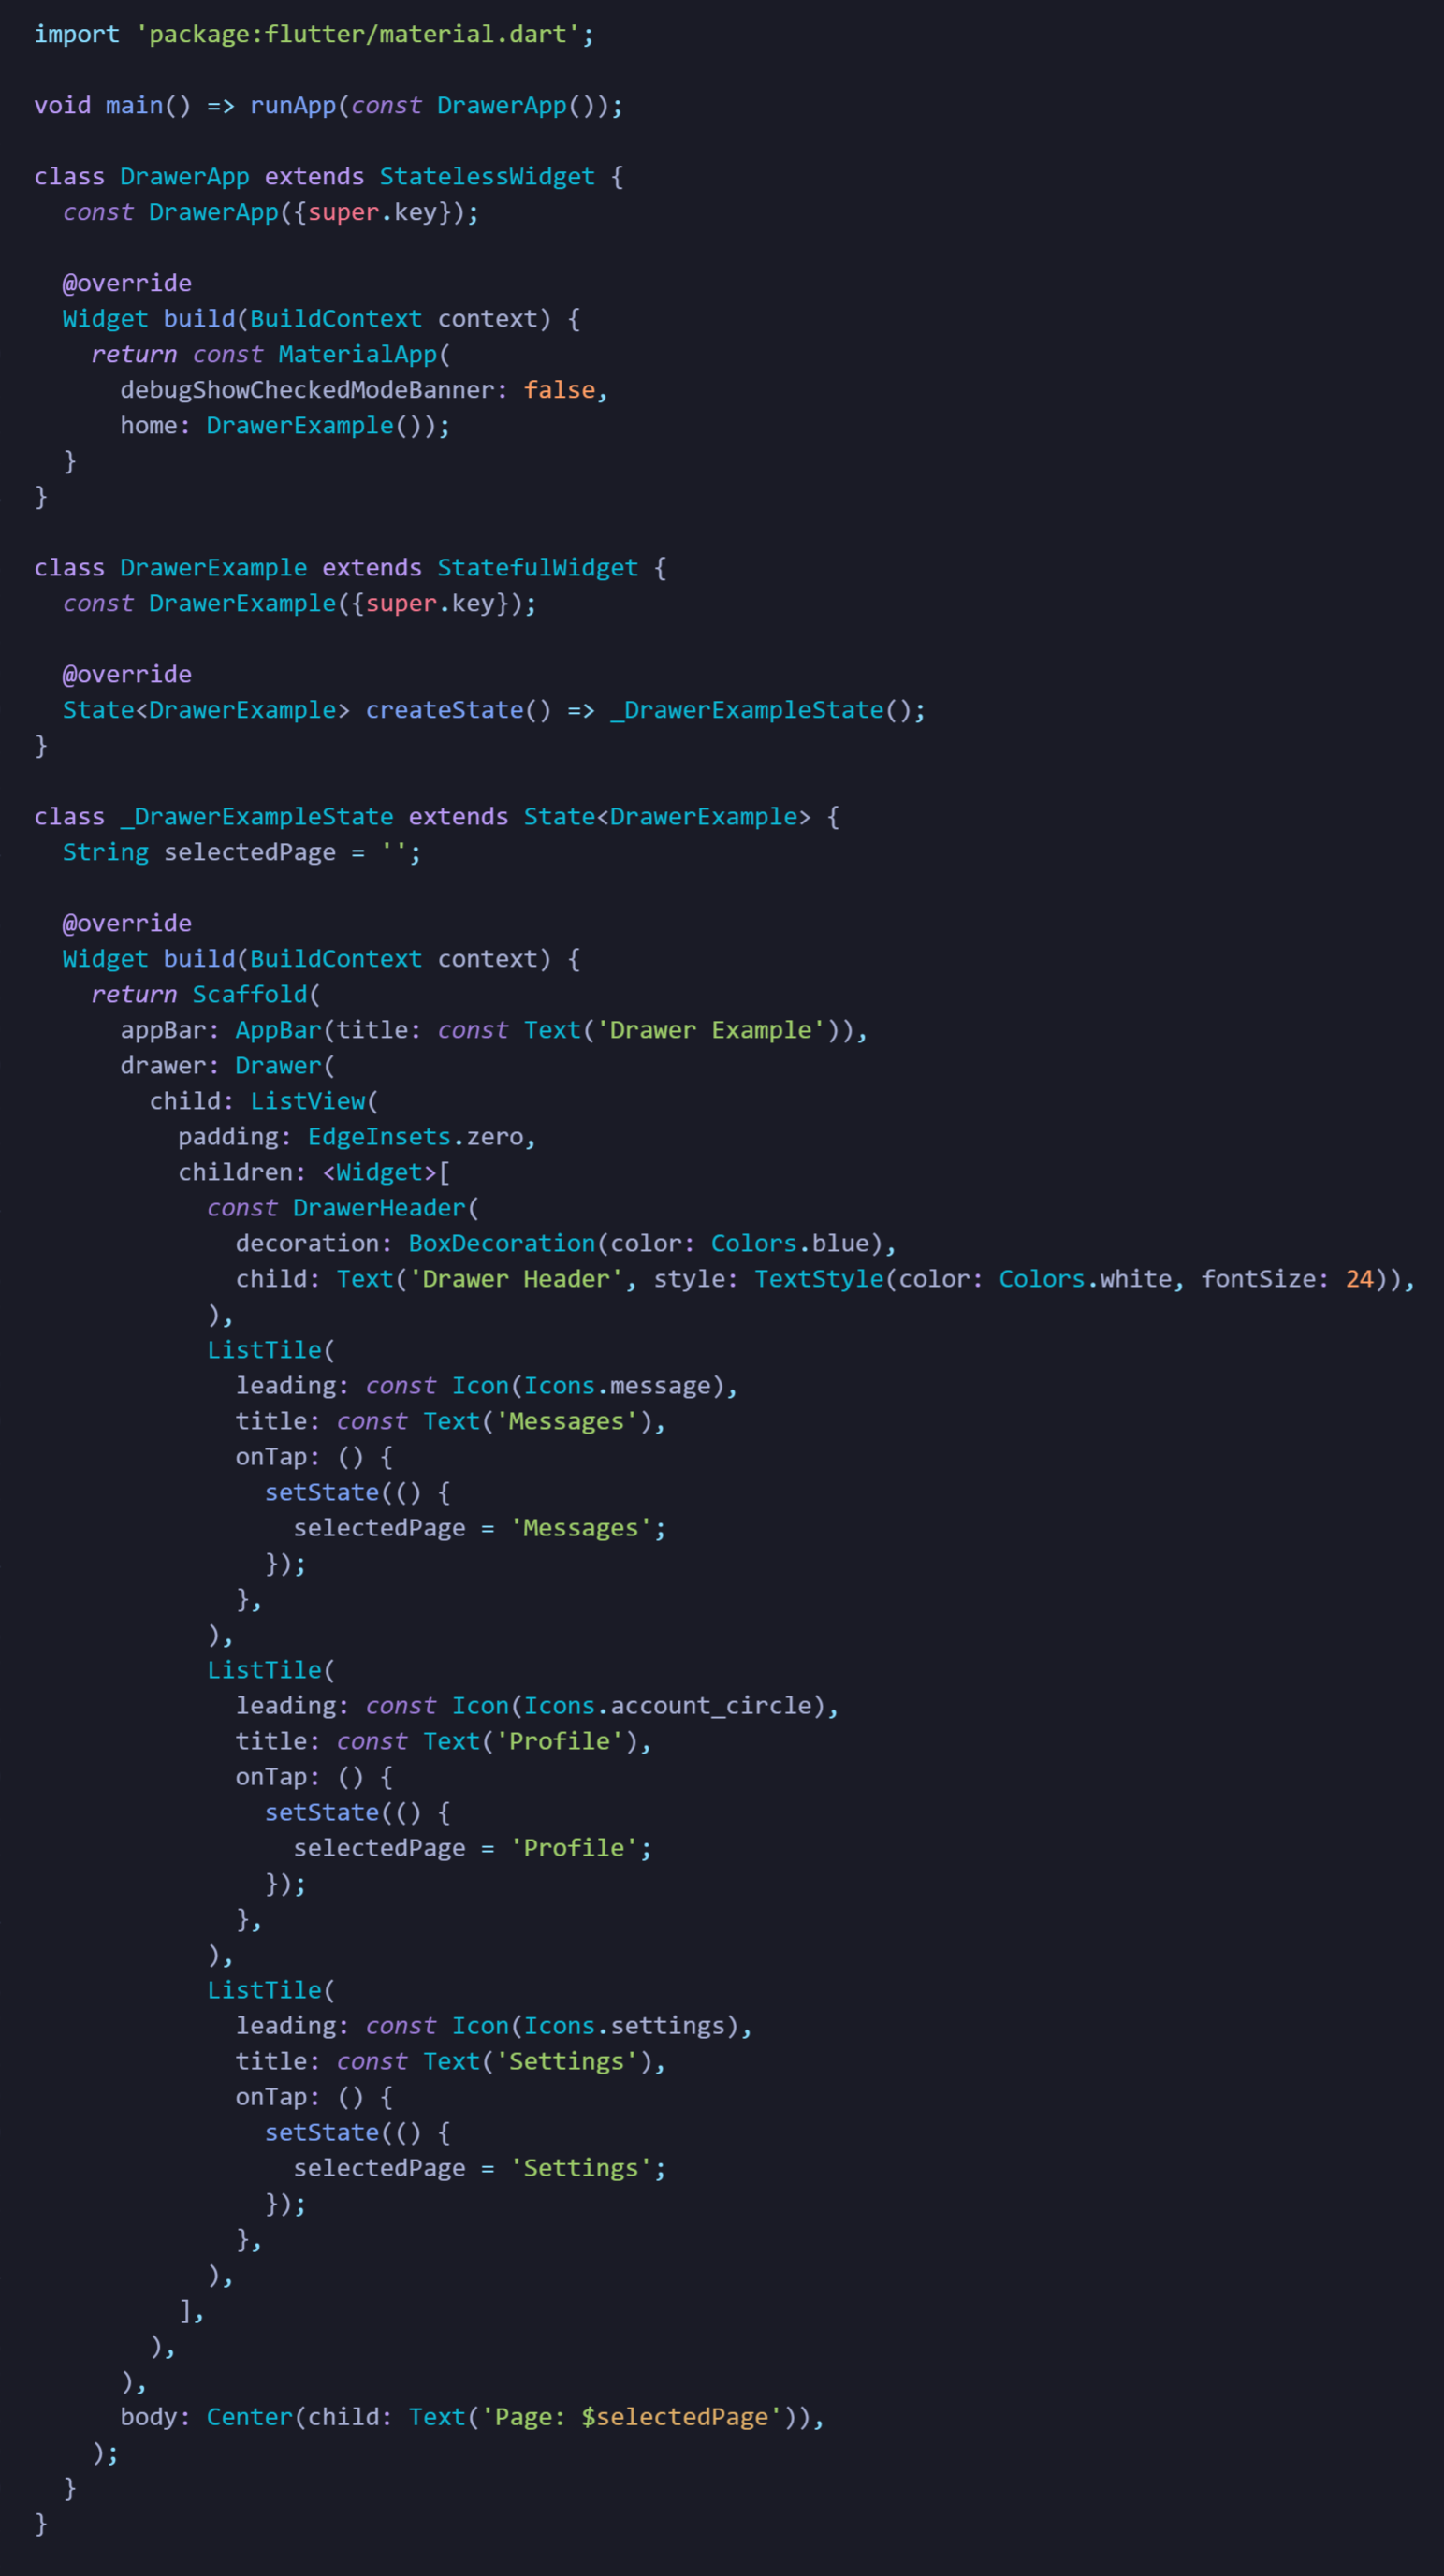 import 'package:flutter/material.dart';

void main() => runApp(const DrawerApp());

class DrawerApp extends StatelessWidget {
  const DrawerApp({super.key});

  @override
  Widget build(BuildContext context) {
    return const MaterialApp(
      debugShowCheckedModeBanner: false,
      home: DrawerExample());
  }
}

class DrawerExample extends StatefulWidget {
  const DrawerExample({super.key});

  @override
  State<DrawerExample> createState() => _DrawerExampleState();
}

class _DrawerExampleState extends State<DrawerExample> {
  String selectedPage = '';

  @override
  Widget build(BuildContext context) {
    return Scaffold(
      appBar: AppBar(title: const Text('Drawer Example')),
      drawer: Drawer(
        child: ListView(
          padding: EdgeInsets.zero,
          children: <Widget>[
            const DrawerHeader(
              decoration: BoxDecoration(color: Colors.blue),
              child: Text('Drawer Header', style: TextStyle(color: Colors.white, fontSize: 24)),
            ),
            ListTile(
              leading: const Icon(Icons.message),
              title: const Text('Messages'),
              onTap: () {
                setState(() {
                  selectedPage = 'Messages';
                });
              },
            ),
            ListTile(
              leading: const Icon(Icons.account_circle),
              title: const Text('Profile'),
              onTap: () {
                setState(() {
                  selectedPage = 'Profile';
                });
              },
            ),
            ListTile(
              leading: const Icon(Icons.settings),
              title: const Text('Settings'),
              onTap: () {
                setState(() {
                  selectedPage = 'Settings';
                });
              },
            ),
          ],
        ),
      ),
      body: Center(child: Text('Page: $selectedPage')),
    );
  }
}